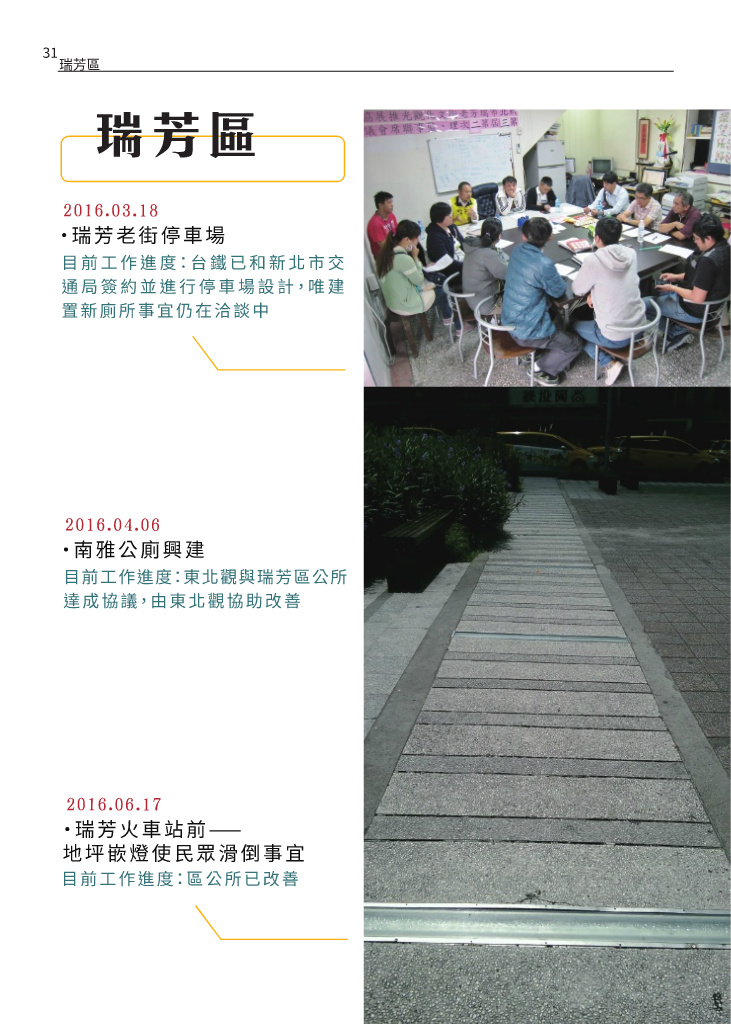 31
瑞芳區
瑞芳區
2016.03.18
•瑞芳老街停車場
目前工作進度：台鐵已和新北市交
通局簽約並進行停車場設計，唯建
置新廁所事宜仍在洽談中
2016.04.06
•南雅公廁興建
目前工作進度：東北觀與瑞芳區公所
達成協議，由東北觀協助改善
2016.06.17
•瑞芳火車站前——
地坪嵌燈使民眾滑倒事宜
目前工作進度：區公所已改善